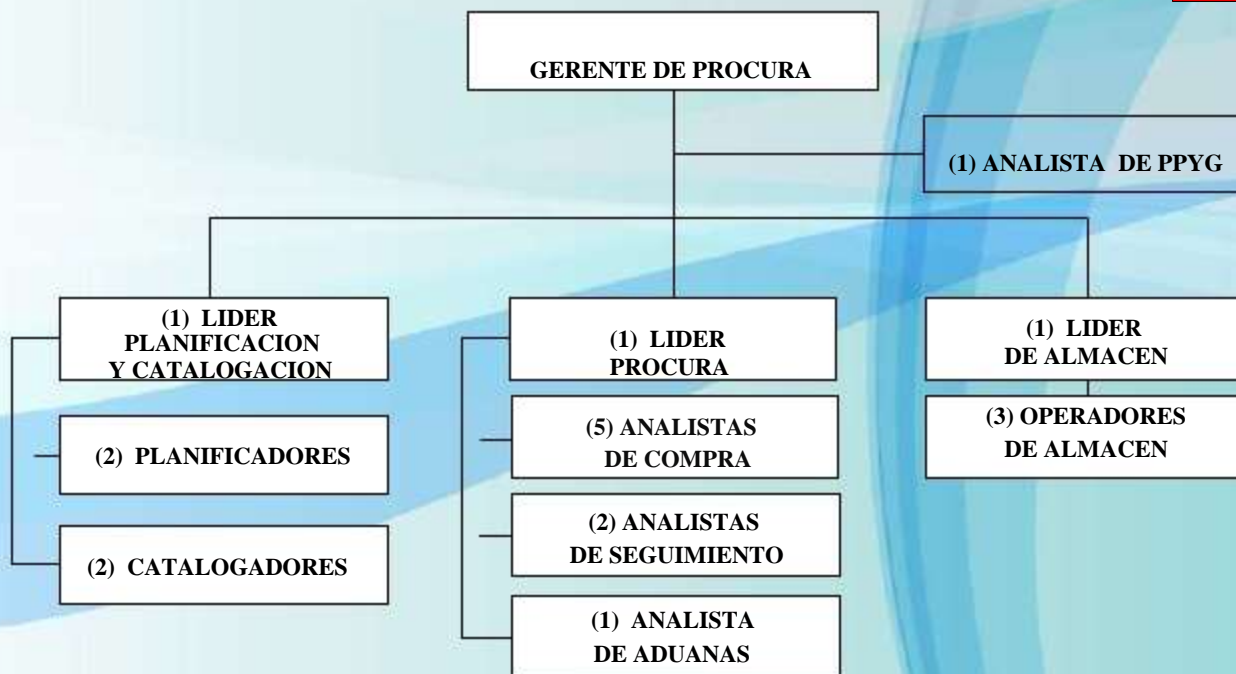 GERENTE DE PROCURA
(1) ANALISTA DE PPYG
(1) LIDER
PLANIFICACION
Y CATALOGACION
(2) PLANIFICADORES
(2) CATALOGADORES
(1) LIDER
PROCURA
(5) ANALISTAS
DE COMPRA
(2) ANALISTAS
DE SEGUIMIENTO
(1) ANALISTA
DE ADUANAS
(1) LIDER
DE ALMACEN
(3) OPERADORES
DE ALMACEN